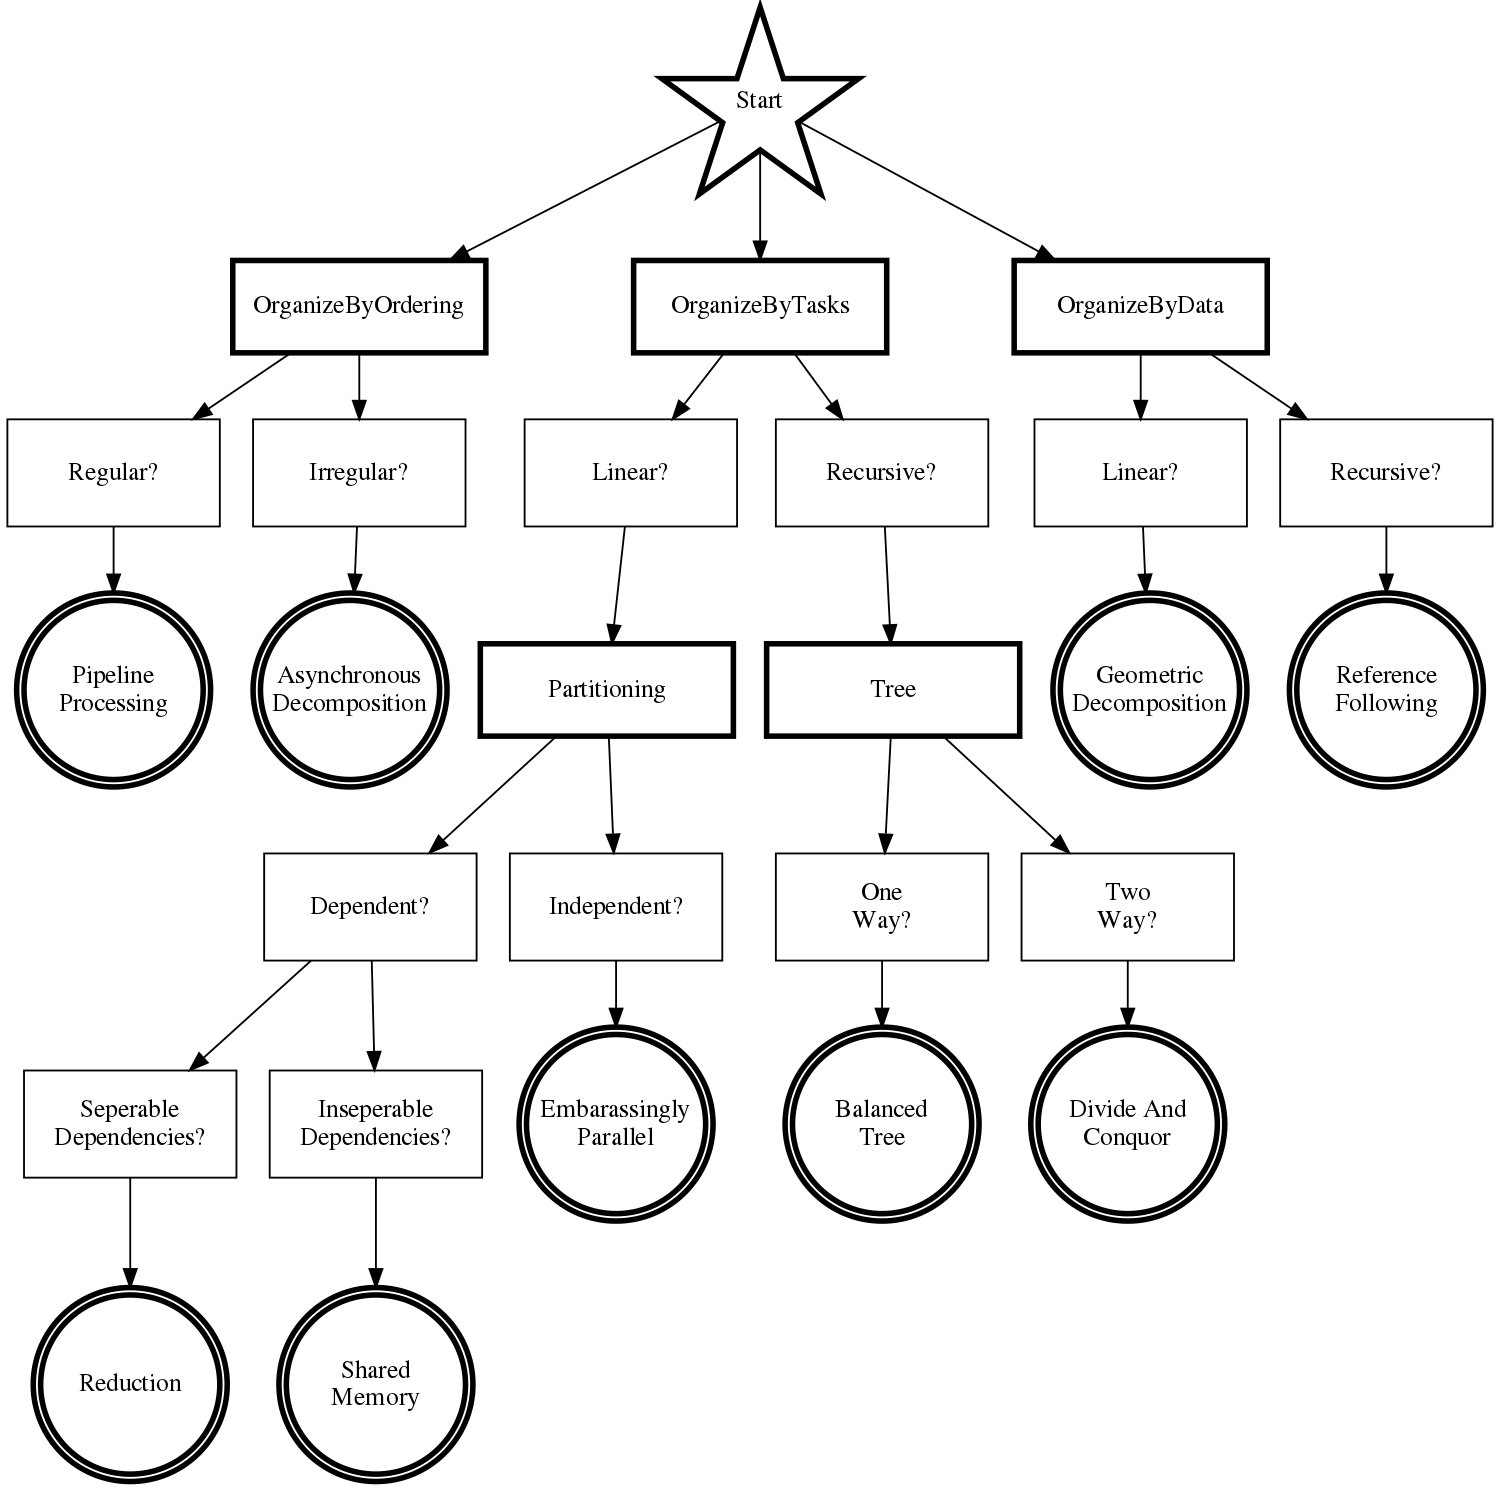 Start
OrganizeByOrdering
OrganizeByTasks
OrganizeByData
Regular?
Irregular?
Linear?
Recursive?
Linear?
Recursive?
Pipeline
Processing
Asynchronous
Decomposition
Partitioning
Tree
Geometric
Decomposition
Reference
Following
Dependent?
Independent?
One
Way?
Two
Way?
Seperable
Dependencies?
Inseperable
Dependencies?
Embarassingly
Parallel
Balanced
Tree
Divide And
Conquor
Reduction
Shared
Memory